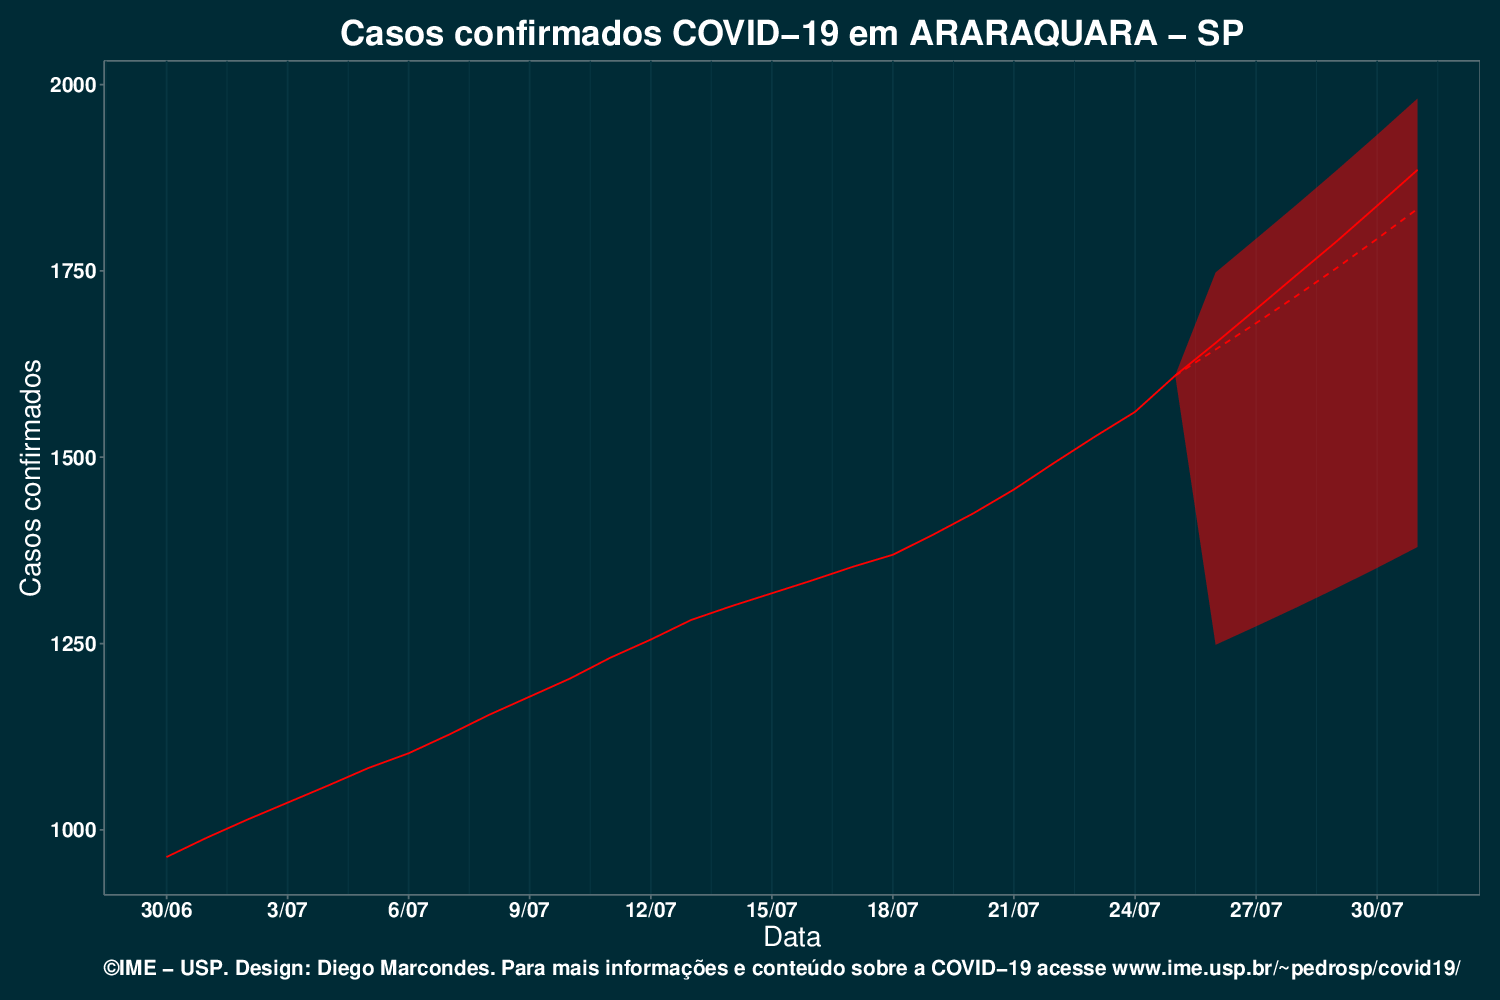 Casos confirmados COVID−19 em ARARAQUARA − SP
Casos confirmados
2000
1750
1500
1250
1000
30/06 3/07 6/07 9/07 12/07 15/07 18/07 21/07 24/07 27/07 30/07
Data
©IME − USP. Design: Diego Marcondes. Para mais informações e conteúdo sobre a COVID−19 acesse www.ime.usp.br/~pedrosp/covid19/